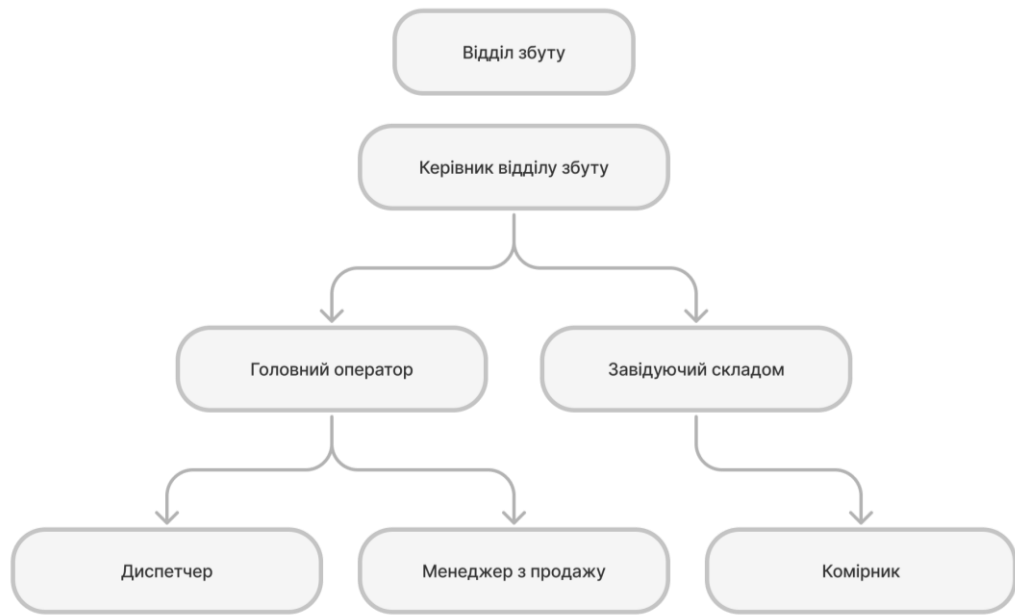 Відділ збуту
Керівник відділу збуту
Головний оператор
Завідуючий складом
Диспетчер
Менеджер з продажу
Комірник